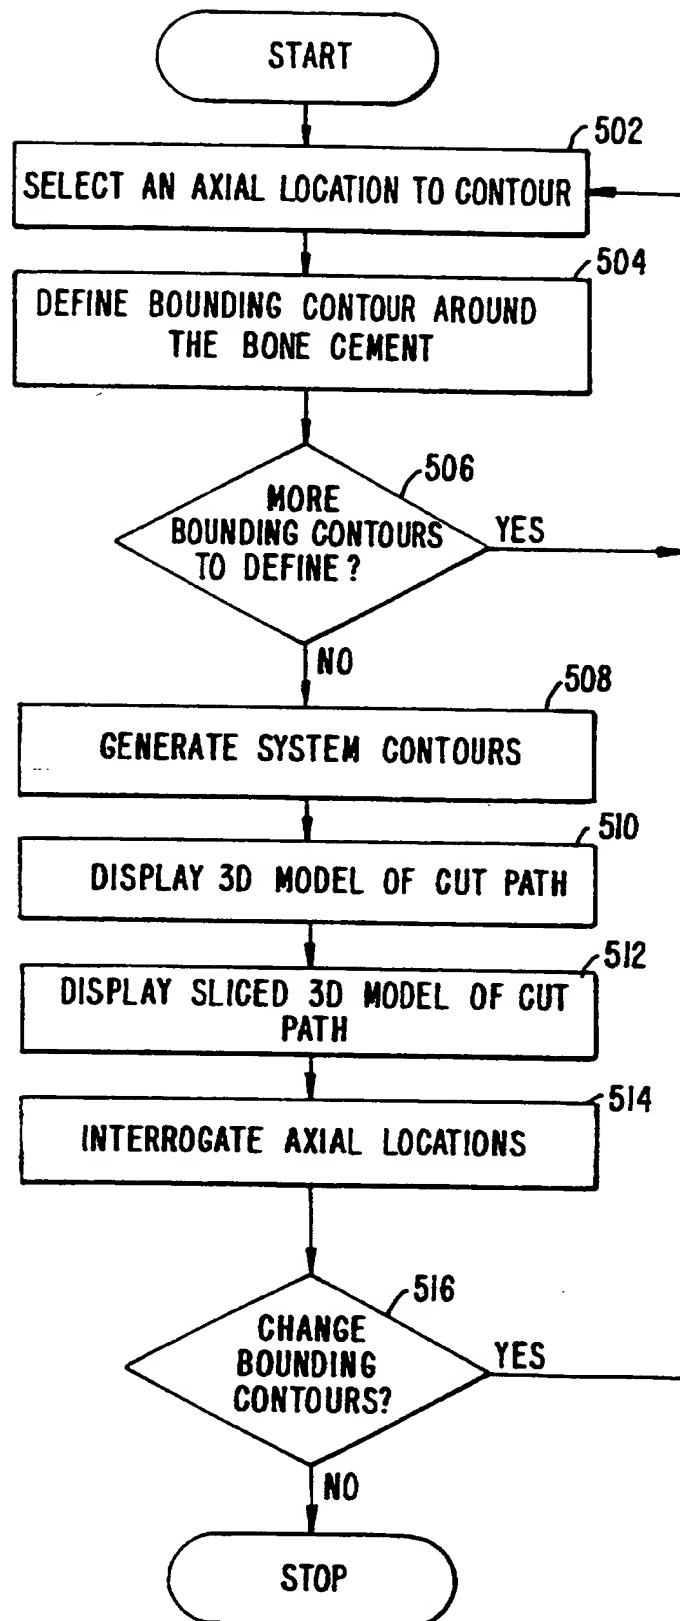 START
502
SELECT AN AXIAL LOCATION TO CONTOUR
504
DEFINE BOUNDING CONTOUR AROUND
THE BONE CEMENT
506
MORE
BOUNDING CONTOURS
TO DEFINE?
YES
NO
508
GENERATE SYSTEM CONTOURS
510
DISPLAY 3D MODEL OF CUT PATH
512
DISPLAY SLICED 3D MODEL OF CUT
PATH
514
INTERROGATE AXIAL LOCATIONS
516
CHANGE
BOUNDING
CONTOURS?
YES
NO
STOP